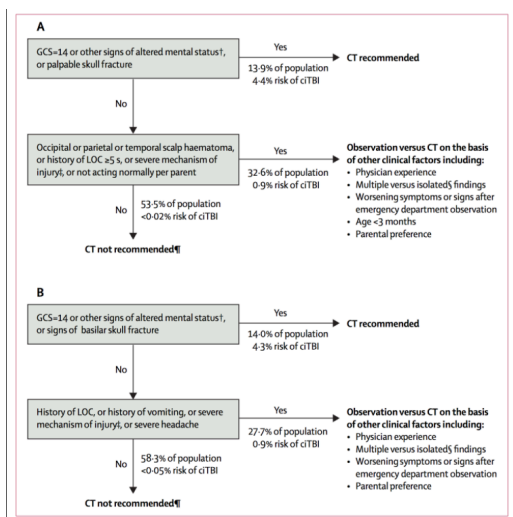 A
GCS=14 or other signs of altered mental status†,
or palpable skull fracture
Yes
13·9% of population
4·4% risk of ciTBI
CT recommended
No
Occipital or parietal or temporal scalp haematoma,
or history of LOC ≥5 s, or severe mechanism of
injury‡, or not acting normally per parent
Yes
32·6% of population
0·9% risk of ciTBI
Observation versus CT on the basis
of other clinical factors including:
• Physician experience
• Multiple versus isolated§ findings
• Worsening symptoms or signs after
emergency department observation
• Age <3 months
• Parental preference
No
53·5% of population
<0·02% risk of ciTBI
CT not recommended¶
B
GCS=14 or other signs of altered mental status†,
or signs of basilar skull fracture
Yes
14·0% of population
4·3% risk of ciTBI
CT recommended
No
History of LOC, or history of vomiting, or severe
mechanism of injury‡, or severe headache
Yes
27·7% of population
0·9% risk of ciTBI
Observation versus CT on the basis
of other clinical factors including:
• Physician experience
• Multiple versus isolated§ findings
• Worsening symptoms or signs after
emergency department observation
• Parental preference
No
58·3% of population
<0·05% risk of ciTBI
CT not recommended¶